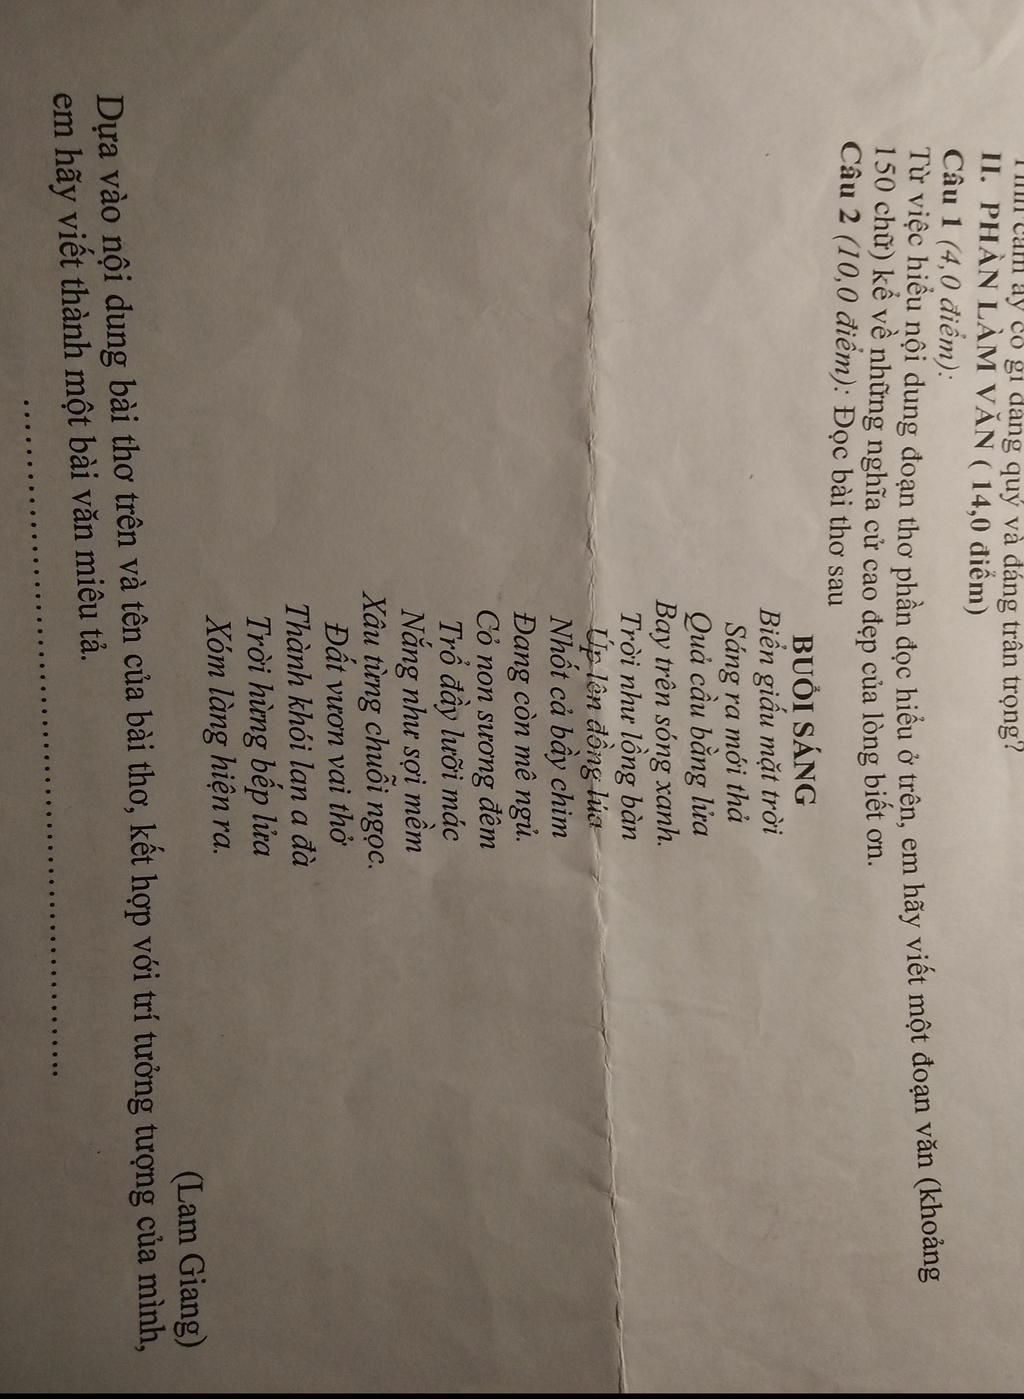 Tình cảm ấy có gì đáng quý và đáng trân trọng?
II. PHẦN LÀM VĂN ( 14,0 điểm)
Câu 1 (4,0 điểm):
Từ việc hiểu nội dung đoạn thơ phần đọc hiểu ở trên, em hãy viết một đoạn văn (khoảng
150 chữ) kể về những nghĩa cử cao đẹp của lòng biết ơn.
Câu 2 (10,0 điểm): Đọc bài thơ sau
BUỔI SÁNG
Biển giấu mặt trời
Sáng ra mới thả
Quả cầu bằng lửa
Bay trên sóng xanh.
Trời như lồng bàn
Úp lên đồng lúa
Nhốt cả bầy chim
Đang còn mê ngủ.
Cỏ non sương đêm
Trổ đầy lưỡi mác
Nắng như sợi mềm
Xâu từng chuỗi ngọc.
Đất vươn vai thở
Thành khói lan a đà
Trời hừng bếp lửa
Xóm làng hiện ra.
(Lam Giang)
Dựa vào nội dung bài thơ trên và tên của bài thơ, kết hợp với trí tưởng tượng của mình,
em hãy viết thành một bài văn miêu tả.